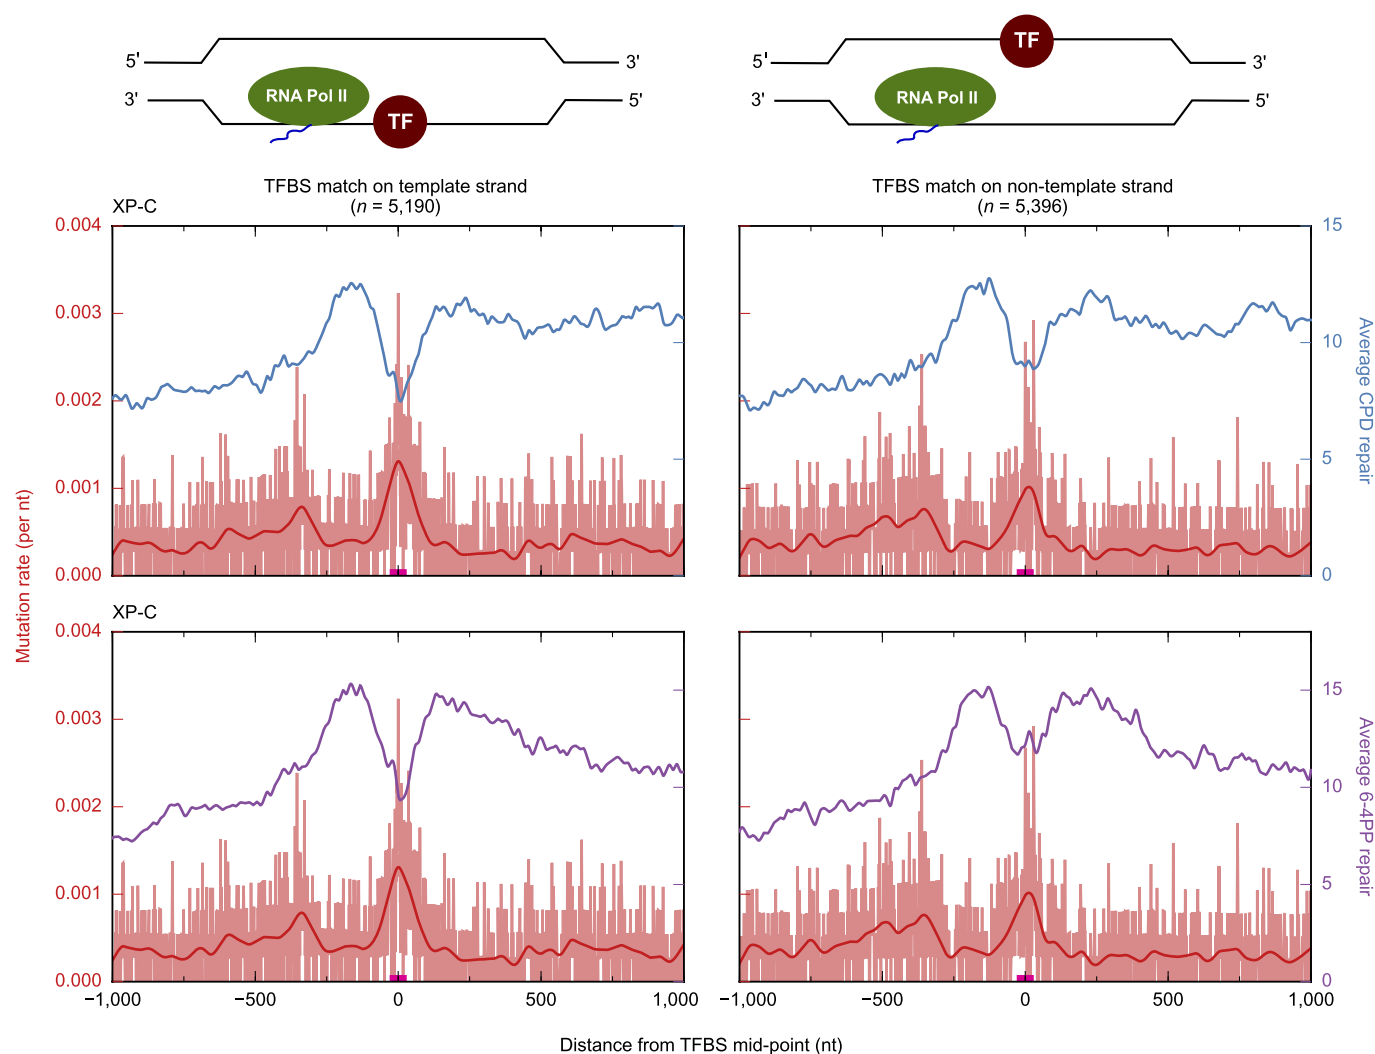 5' 3' 5' 3'
RNA Pol II TF RNA Pol II TF
3' 5' 3' 5'
TFBS match on template strand
(n = 5,190)
TFBS match on non-template strand
(n = 5,396)
XP-C
0.004
0.003
0.002
0.001
0.000
15
10
5
0
Average CPD repair
Mutation rate (per nt)
XP-C
0.004
0.003
0.002
0.001
0.000
15
10
5
0
Average 6-4PP repair
−1,000 −500 0 500 1,000
−1,000 −500 0 500 1,000
Distance from TFBS mid-point (nt)